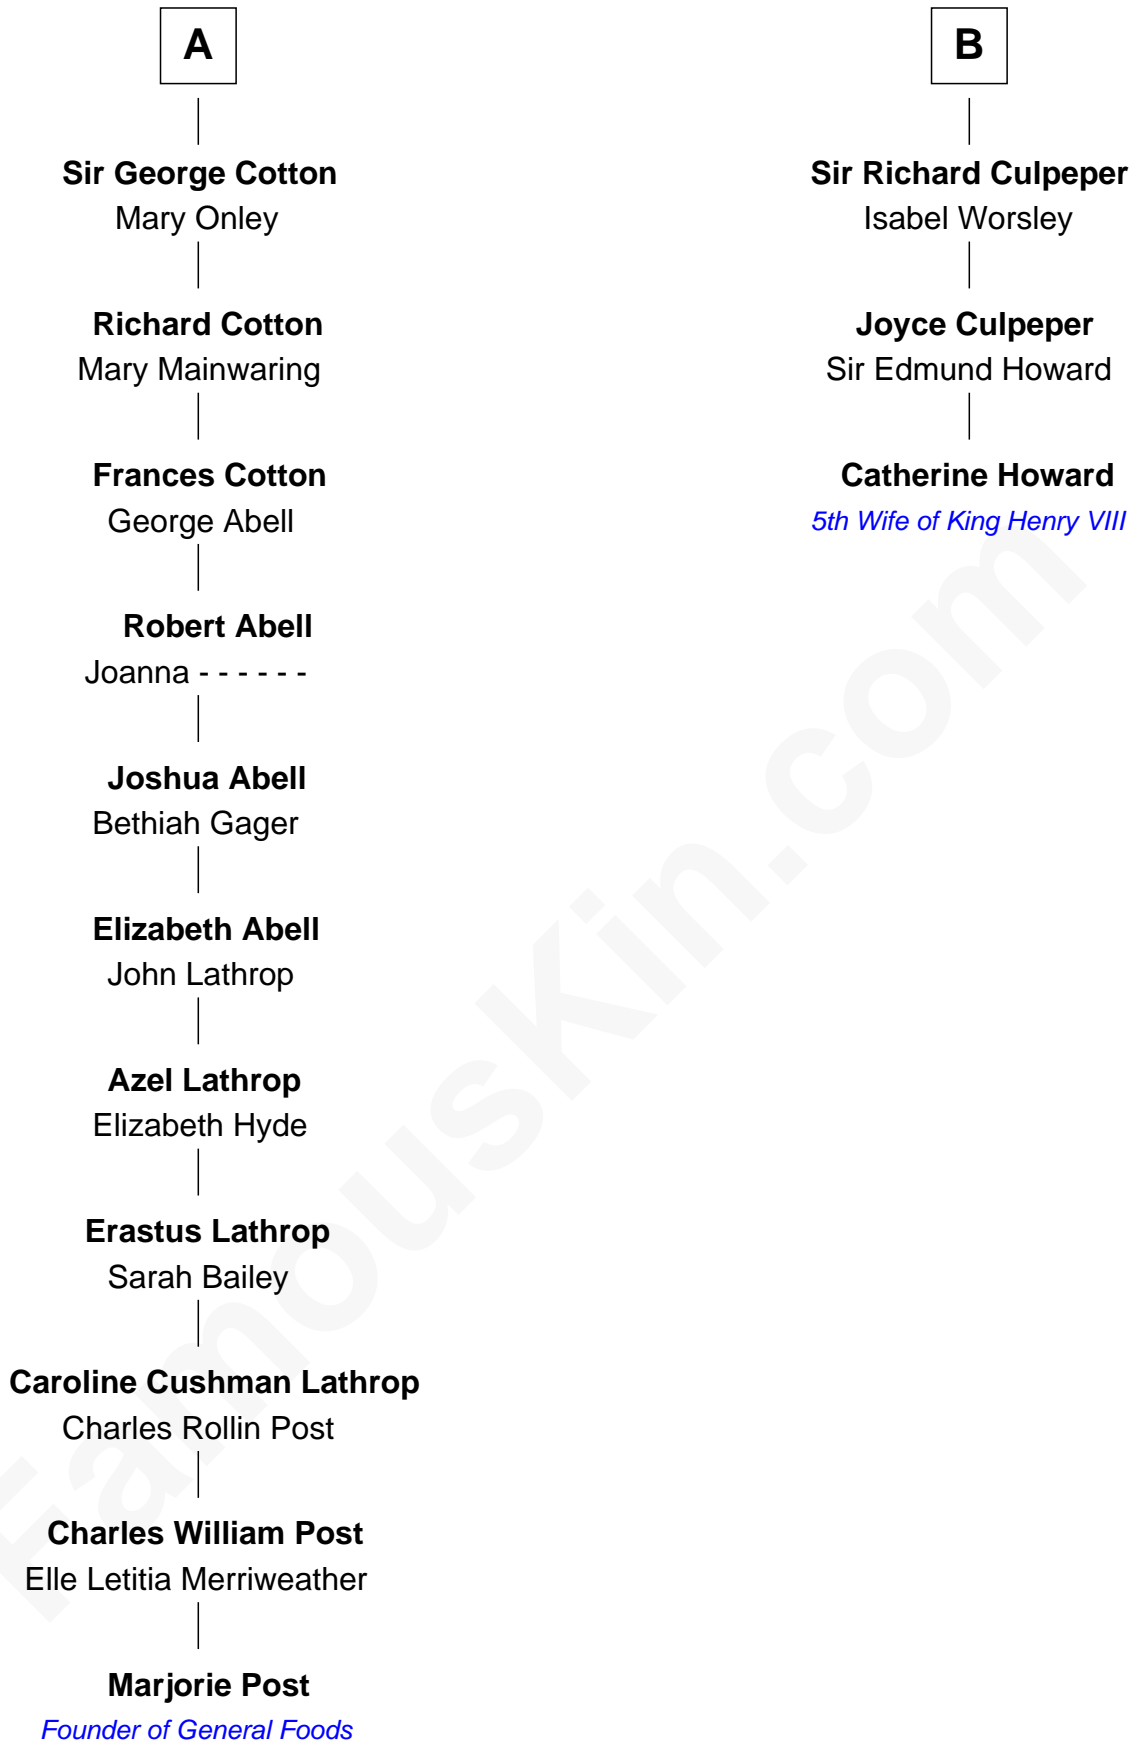 A
Sir George Cotton
Mary Onley
Richard Cotton
Mary Mainwaring
Frances Cotton
George Abell
Robert Abell
Joanna - - - - - -
Joshua Abell
Bethiah Gager
Elizabeth Abell
John Lathrop
Azel Lathrop
Elizabeth Hyde
Erastus Lathrop
Sarah Bailey
Caroline Cushman Lathrop
Charles Rollin Post
Charles William Post
Elle Letitia Merriweather
Marjorie Post
Founder of General Foods
B
Sir Richard Culpeper
Isabel Worsley
Joyce Culpeper
Sir Edmund Howard
Catherine Howard
5th Wife of King Henry VIII
FamousKin.com